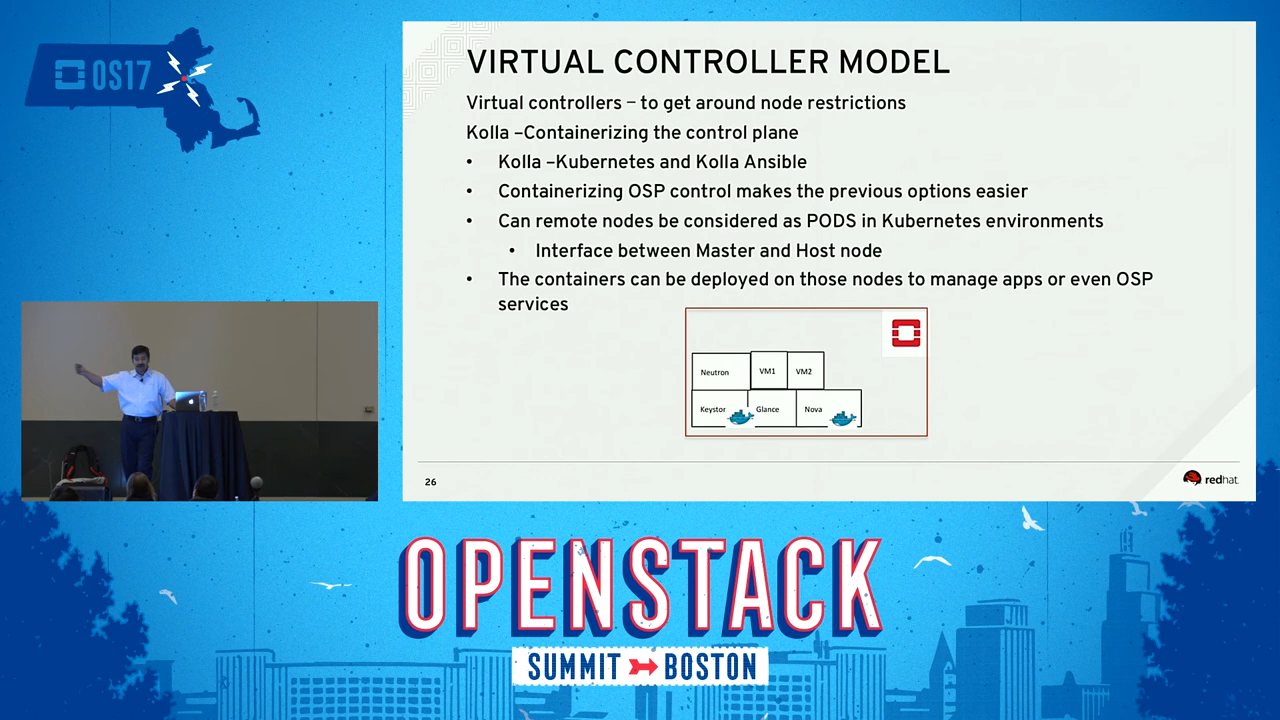 OS17
VIRTUAL CONTROLLER MODEL
Virtual controllers – to get around node restrictions
Kolla –Containerizing the control plane
• Kolla –Kubernetes and Kolla Ansible
• Containerizing OSP control makes the previous options easier
• Can remote nodes be considered as PODS in Kubernetes environments
• Interface between Master and Host node
• The containers can be deployed on those nodes to manage apps or even OSP
services
Neutron VM1 VM2
Keystor Glance Nova
26
redhat.
OPENSTACK
SUMMIT BOSTON